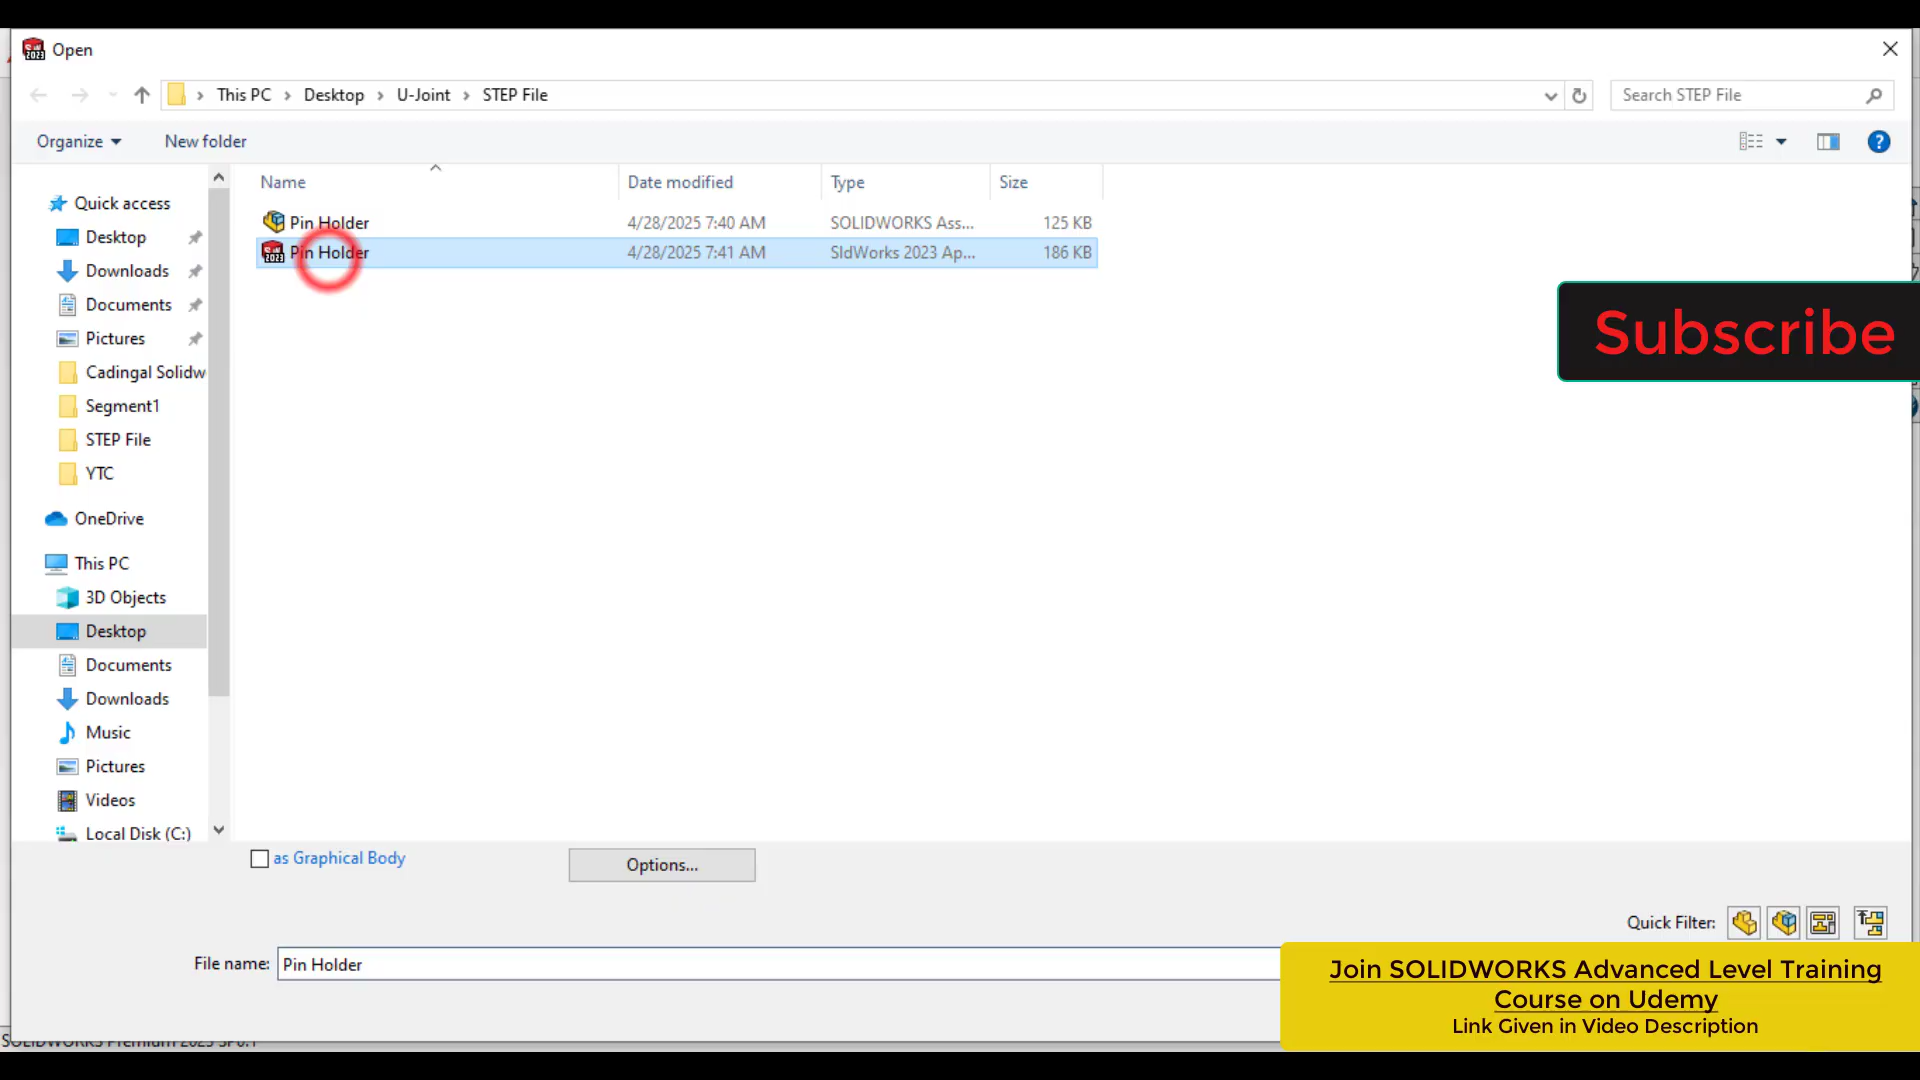 Open
This PC > Desktop > U-Joint > STEP File
Search STEP File
Organize
New folder
Name
Date modified
Type
Size
Pin Holder 4/28/2025 7:40 AM SOLIDWORKS Ass... 125 KB
Pin Holder 4/28/2025 7:41 AM SldWorks 2023 Ap... 186 KB
Quick access
Desktop
Downloads
Documents
Pictures
Cadingal Solidw
Segment1
STEP File
YTC
OneDrive
This PC
3D Objects
Desktop
Documents
Downloads
Music
Pictures
Videos
Local Disk (C:)
Subscribe
as Graphical Body
Options...
Quick Filter:
File name: Pin Holder
Join SOLIDWORKS Advanced Level Training
Course on Udemy
Link Given in Video Description